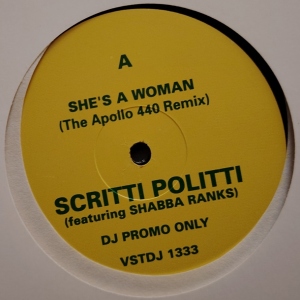 A
SHE'S A WOMAN
(The Apollo 440 Remix)
SCRITTI POLITTI
(featuring SHABBA RANKS)
DJ PROMO ONLY
VSTDJ 1333